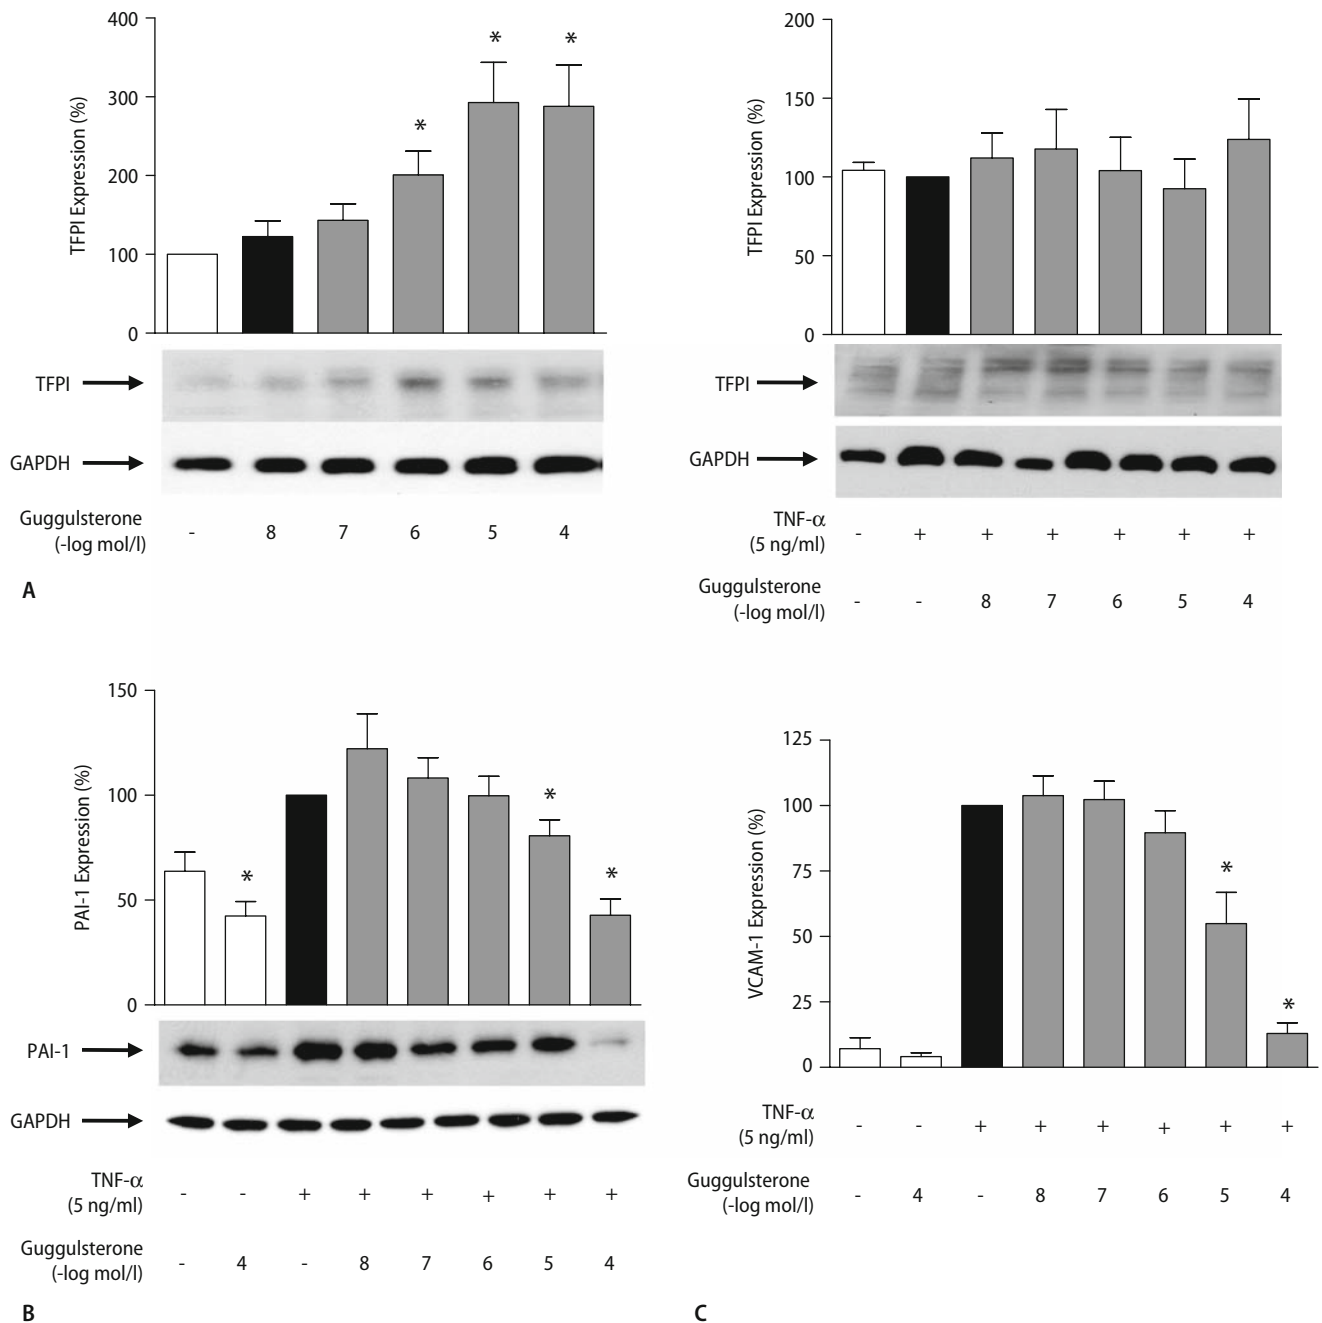 400
300
200
100
0
TFPI Expression (%)
* * *
TFPI
GAPDH
Guggulsterone
(-log mol/l)
- 8 7 6 5 4
A
200
150
100
50
0
TFPI Expression (%)
TFPI
GAPDH
TNF-α
(5 ng/ml)
- + + + + + +
Guggulsterone
(-log mol/l)
- - 8 7 6 5 4
150
100
50
0
PAI-1 Expression (%)
* * *
PAI-1
GAPDH
TNF-α
(5 ng/ml)
- - + + + + + +
Guggulsterone
(-log mol/l)
- 4 - 8 7 6 5 4
B
125
100
75
50
25
0
VCAM-1 Expression (%)
* *
TNF-α
(5 ng/ml)
- - + + + + + +
Guggulsterone
(-log mol/l)
- 4 - 8 7 6 5 4
C